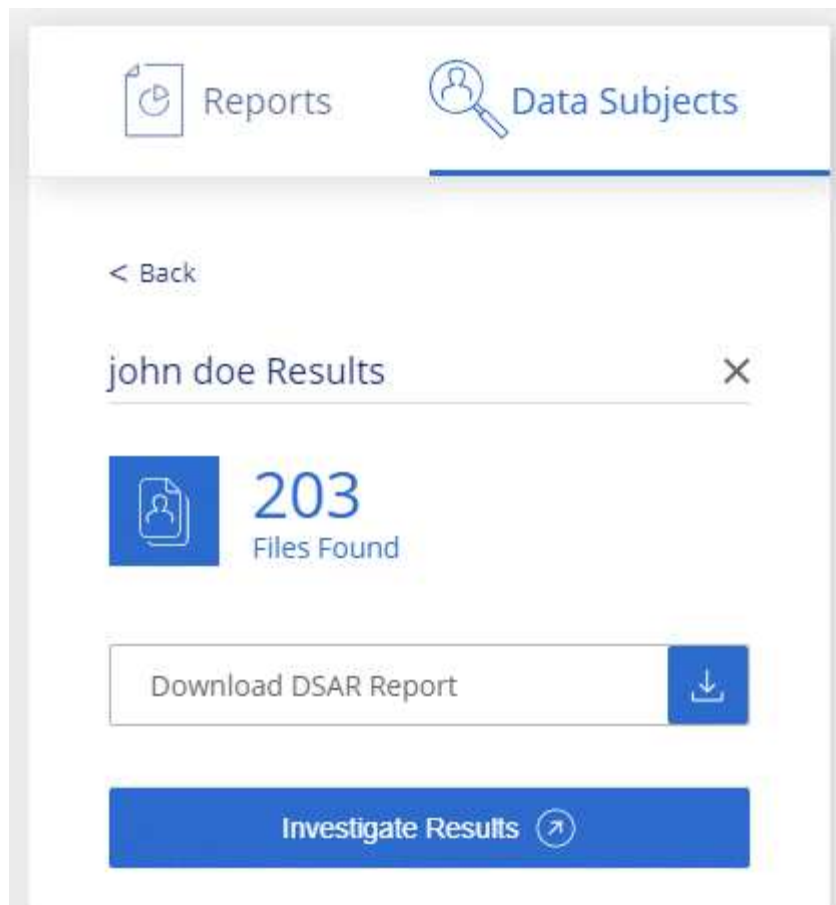 Reports
Data Subjects
< Back
john doe Results
203
Files Found
Download DSAR Report
Investigate Results